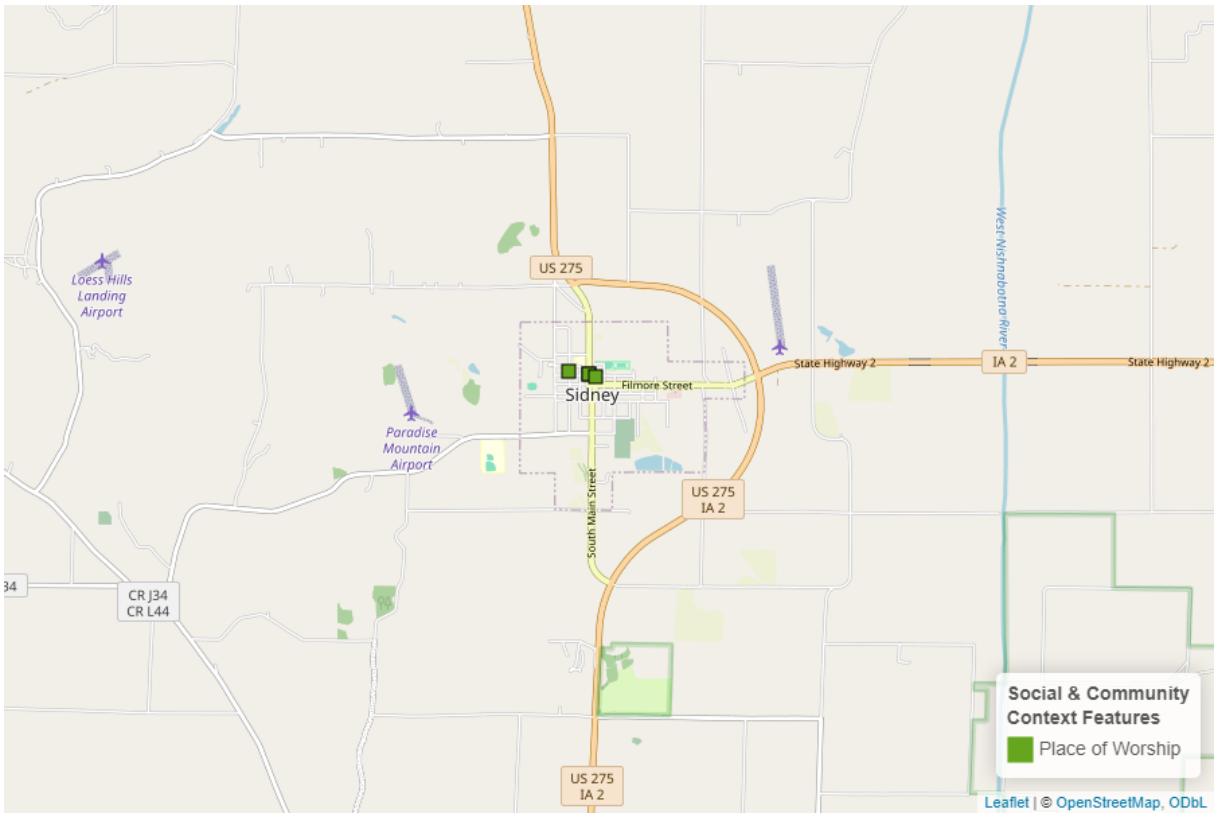 US 275
Loess Hills
Landing
Airport
West Nishnabotna River
State Highway 2
IA 2
State Highway 2
Filmore Street
Sidney
Paradise
Mountain
Airport
South Main Street
US 275
IA 2
34
CR J34
CR L44
US 275
IA 2
Social & Community
Context Features
Place of Worship
Leaflet | © OpenStreetMap, ODbL